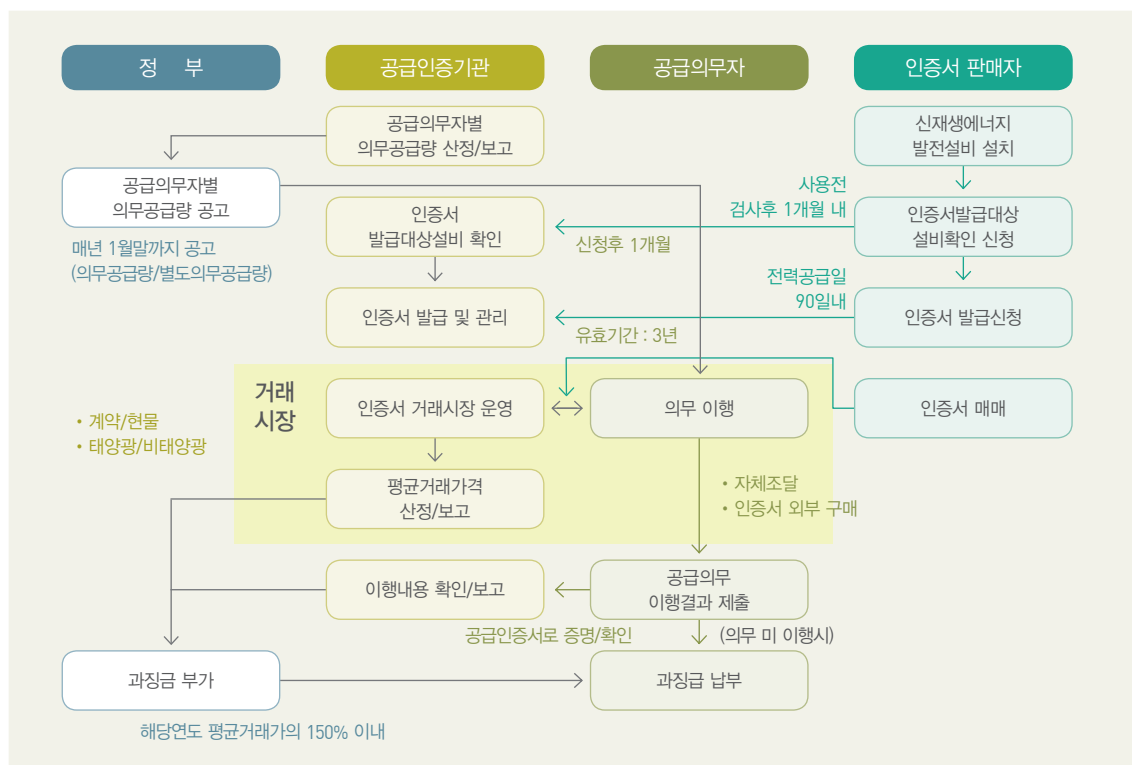 정 부
공급인증기관
공급의무자
인증서 판매자
공급의무자별
의무공급량 산정/보고
신재생에너지
발전설비 설치
공급의무자별
의무공급량 공고
매년 1월말까지 공고
(의무공급량/별도의무공급량)
인증서
발급대상설비 확인
사용전
검사후 1개월 내
신청후 1개월
인증서발급대상
설비확인 신청
인증서 발급 및 관리
전력공급일
90일내
유효기간 : 3년
인증서 발급신청
거래
시장
• 계약/현물
• 태양광/비태양광
인증서 거래시장 운영
의무 이행
인증서 매매
평균거래가격
산정/보고
• 자체조달
• 인증서 외부 구매
이행내용 확인/보고
공급의무
이행결과 제출
공급인증서로 증명/확인
(의무 미 이행시)
과징금 부가
과징급 납부
해당연도 평균거래가의 150% 이내